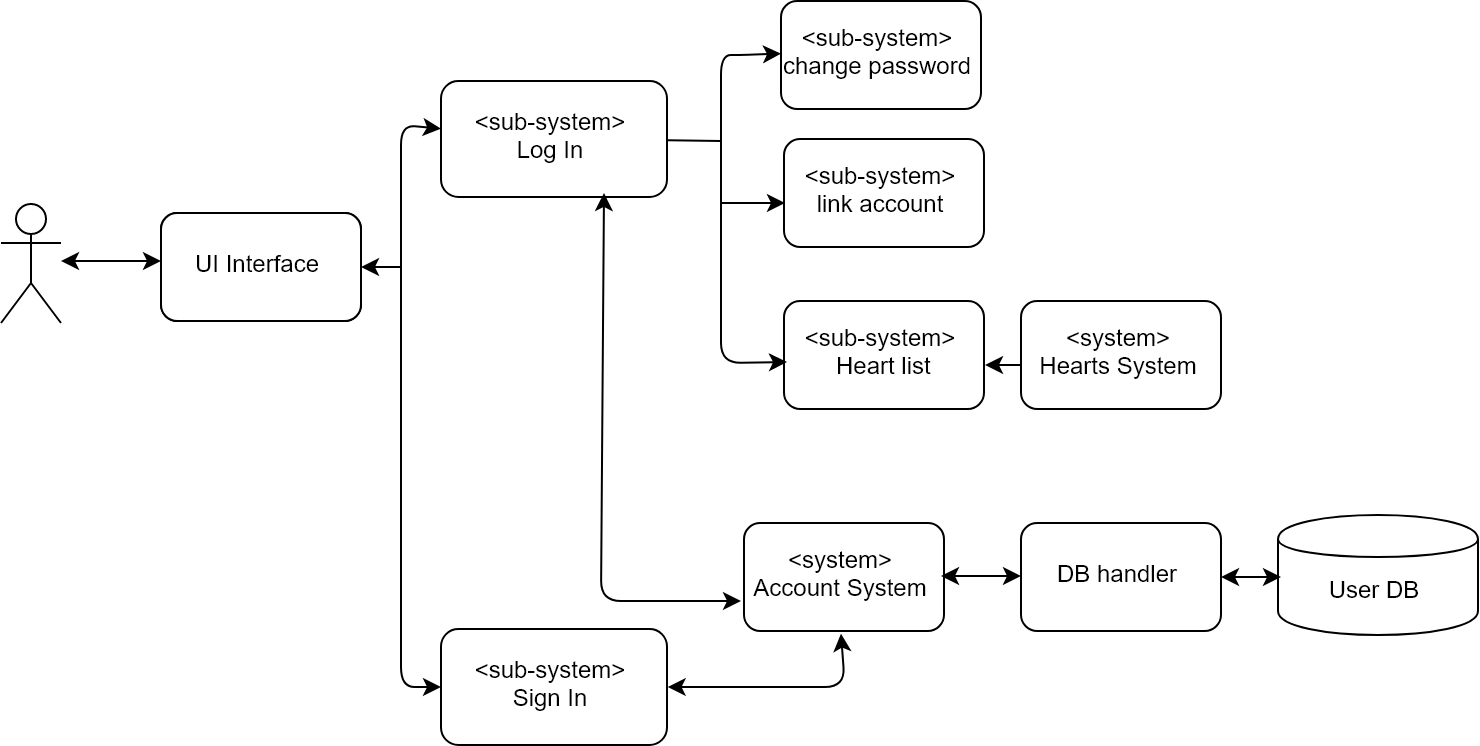 <sub-system>
change password
<sub-system>
Log In
<sub-system>
link account
UI Interface
<sub-system>
Heart list
<system>
Hearts System
<system>
Account System
DB handler
User DB
<sub-system>
Sign In